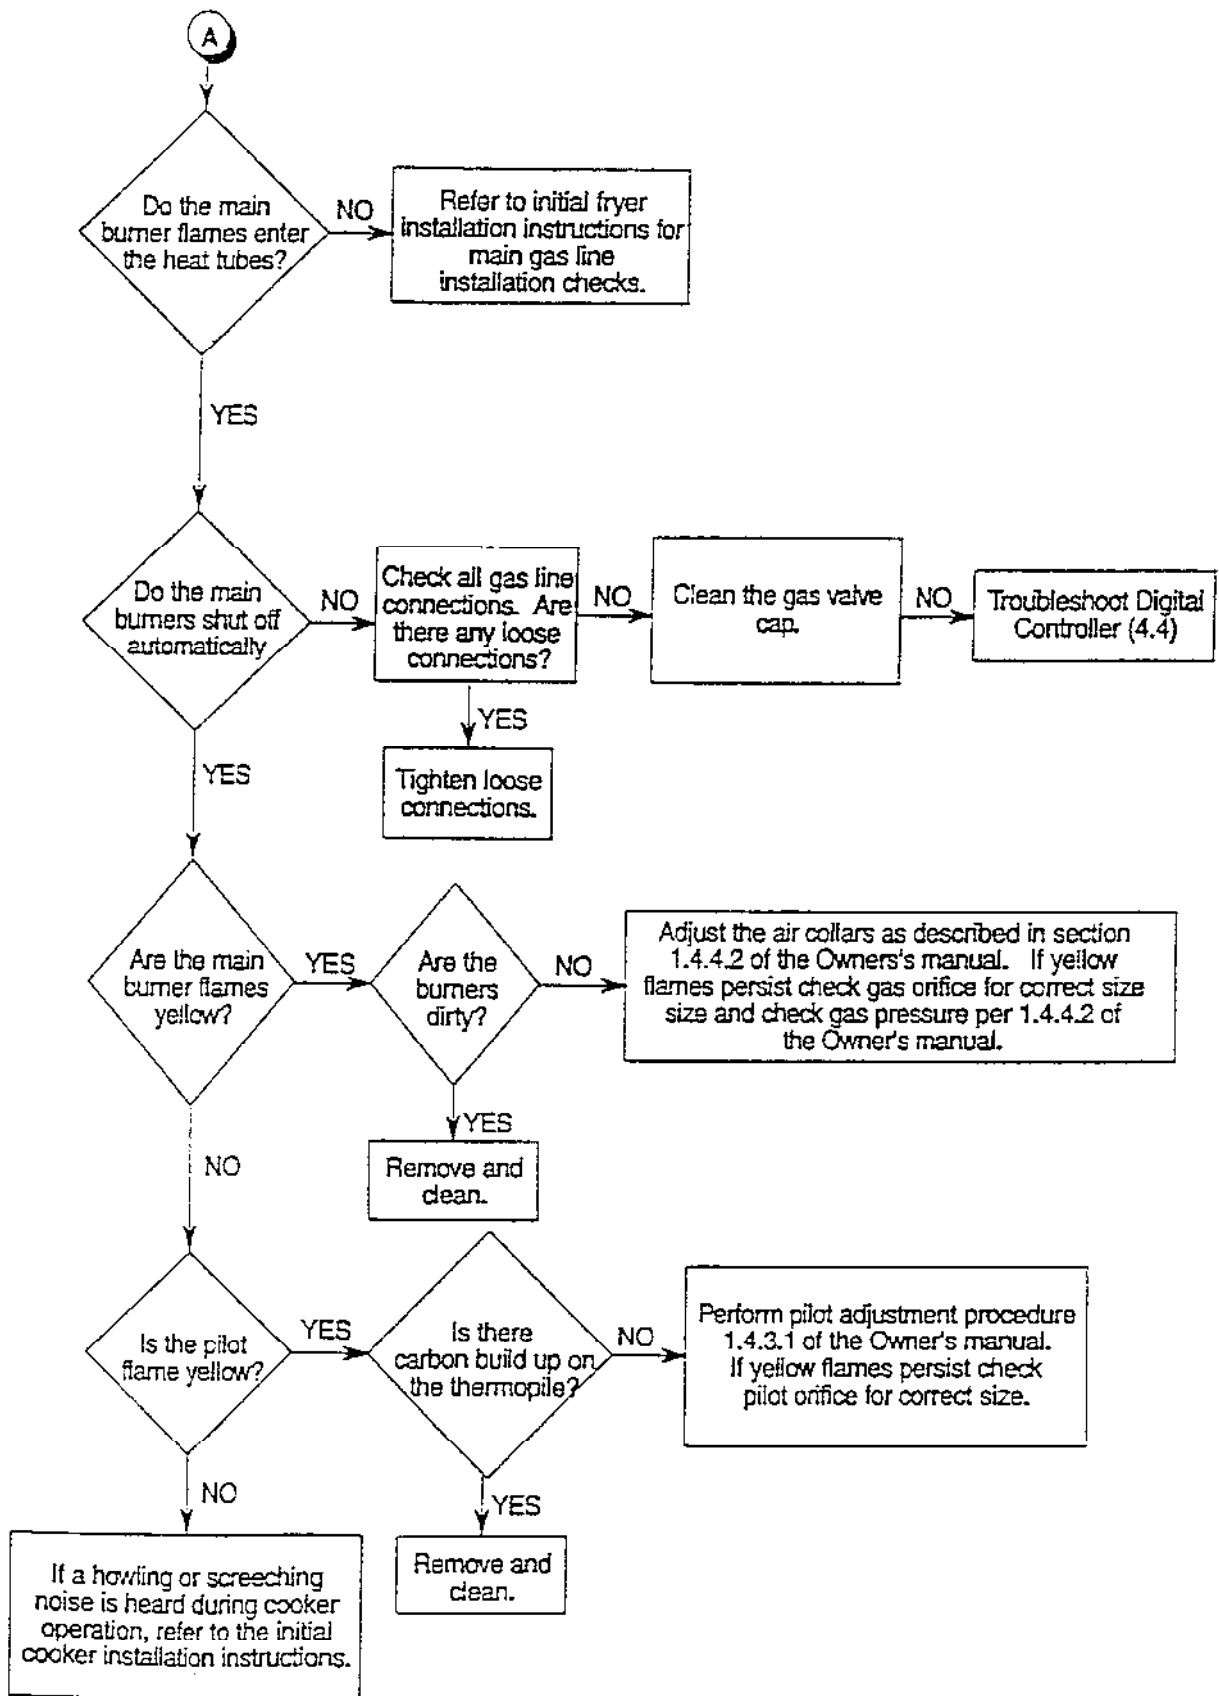 A
Do the main
burner flames enter
the heat tubes?
NO
Refer to initial fryer
installation instructions for
main gas line
installation checks.
YES
Do the main
burners shut off
automatically
NO
Check all gas line
connections. Are
there any loose
connections?
NO
Clean the gas valve
cap.
NO
Troubleshoot Digital
Controller (4.4)
YES
Tighten loose
connections.
YES
Are the main
burner flames
yellow?
YES
Are the
burners
dirty?
NO
Adjust the air collars as described in section
1.4.4.2 of the Owners's manual. If yellow
flames persist check gas orifice for correct size
size and check gas pressure per 1.4.4.2 of
the Owner's manual.
YES
Remove and
clean.
NO
Is the pilot
flame yellow?
YES
Is there
carbon build up on
the thermopile?
NO
Perform pilot adjustment procedure
1.4.3.1 of the Owner's manual.
If yellow flames persist check
pilot orifice for correct size.
YES
Remove and
clean.
NO
If a howling or screeching
noise is heard during cooker
operation, refer to the initial
cooker installation instructions.